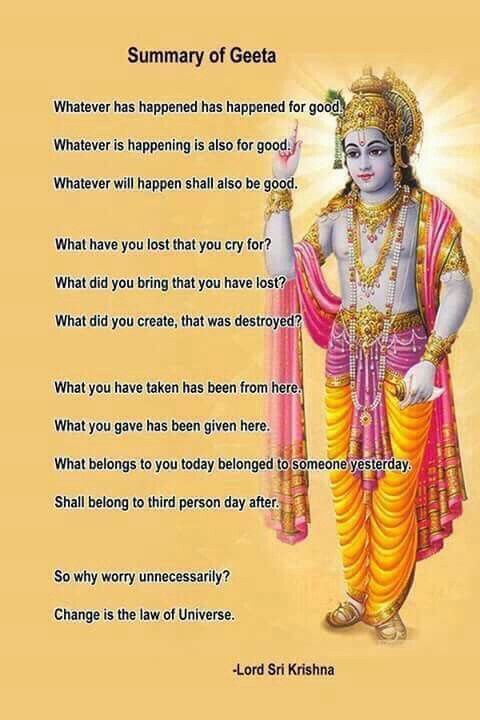 Summary of Geeta
Whatever has happened has happened for good.
Whatever is happening is also for good.
Whatever will happen shall also be good.
What have you lost that you cry for?
What did you bring that you have lost?
What did you create, that was destroyed?
What you have taken has been from here.
What you gave has been given here.
What belongs to you today belonged to someone yesterday.
Shall belong to third person day after.
So why worry unnecessarily?
Change is the law of Universe.
-Lord Sri Krishna